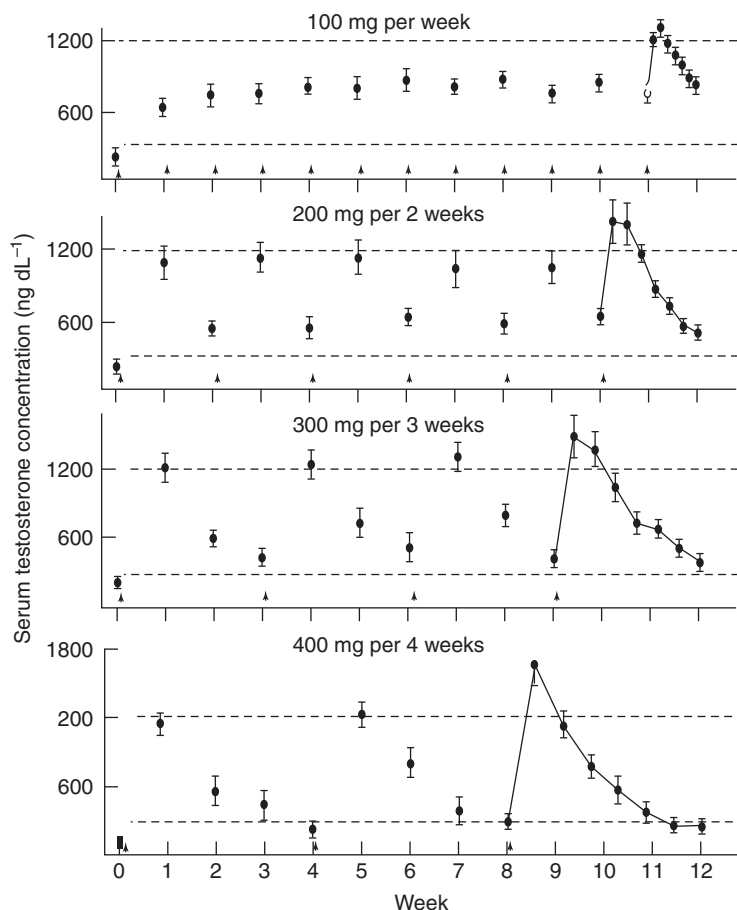 100 mg per week
1200
600
200 mg per 2 weeks
1200
600
300 mg per 3 weeks
1200
600
400 mg per 4 weeks
1800
200
600
0 1 2 3 4 5 6 7 8 9 10 11 12
Week
Serum testosterone concentration (ng dL⁻¹)